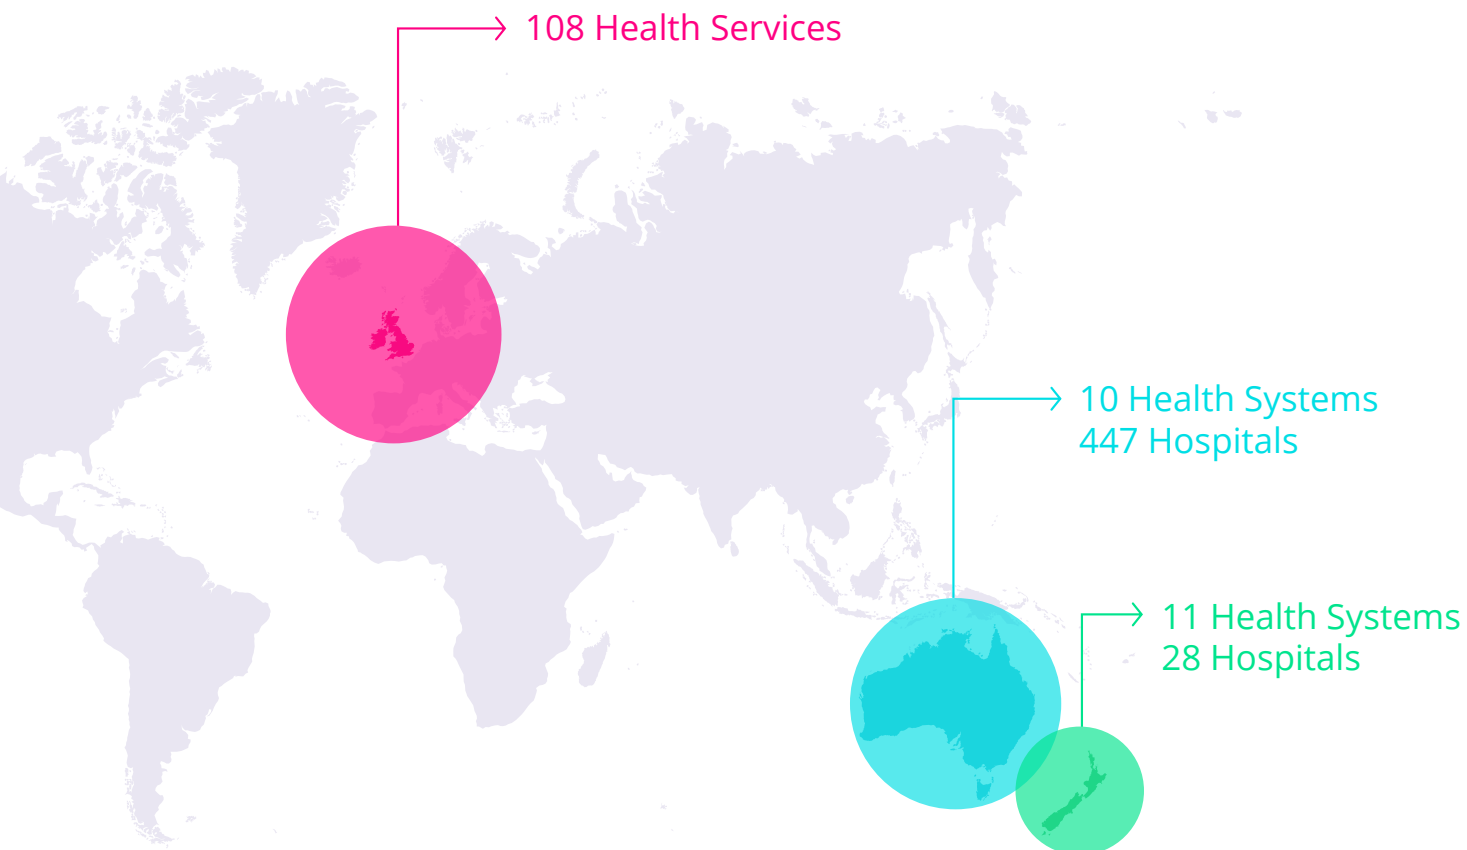 108 Health Services
10 Health Systems
447 Hospitals
11 Health Systems
28 Hospitals